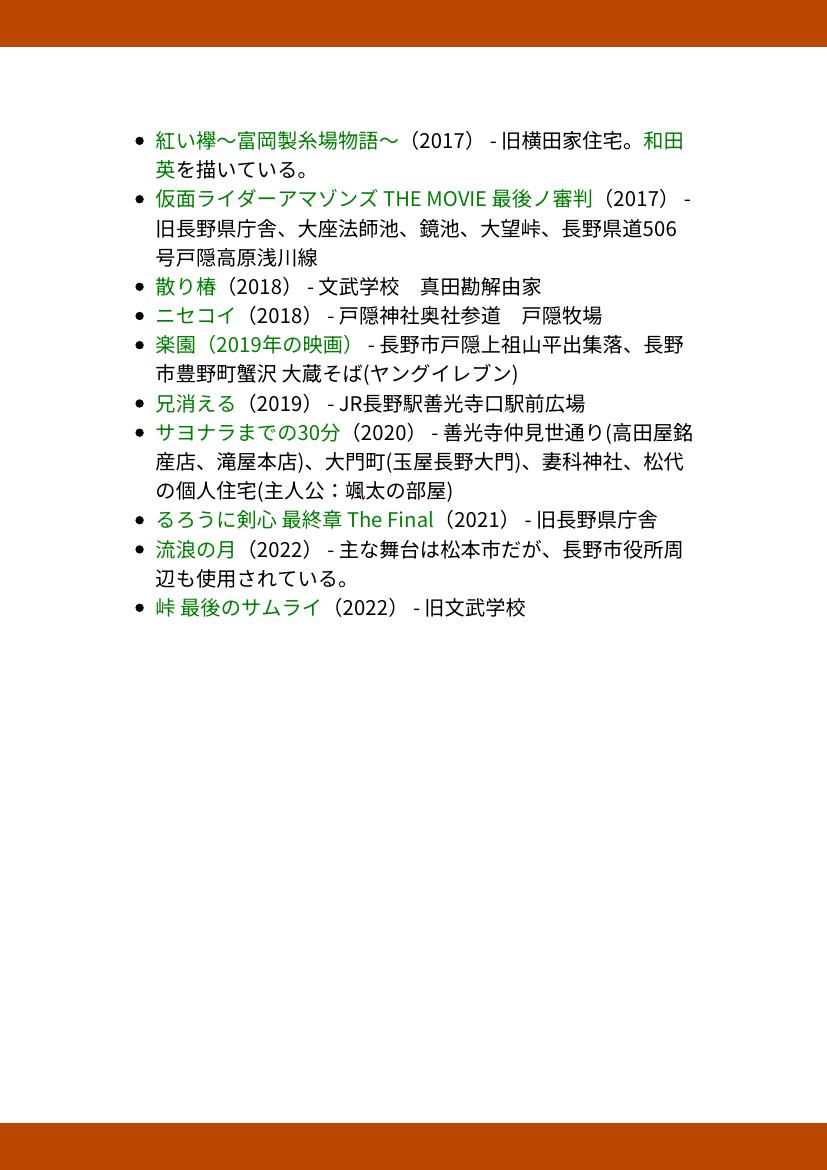 ● 紅い襷～富岡製糸場物語～（2017） - 旧横田家住宅。和田
英を描いている。
● 仮面ライダーアマゾンズ THE MOVIE 最後ノ審判（2017） -
旧長野県庁舎、大座法師池、鏡池、大望峠、長野県道506
号戸隠高原浅川線
● 散り椿（2018） - 文武学校　真田勘解由家
● ニセコイ（2018） - 戸隠神社奥社参道　戸隠牧場
● 楽園（2019年の映画） - 長野市戸隠上祖山平出集落、長野
市豊野町蟹沢 大蔵そば(ヤングイレブン)
● 兄消える（2019） - JR長野駅善光寺口駅前広場
● サヨナラまでの30分（2020） - 善光寺仲見世通り(高田屋銘
産店、滝屋本店)、大門町(玉屋長野大門)、妻科神社、松代
の個人住宅(主人公：颯太の部屋)
● るろうに剣心 最終章 The Final（2021） - 旧長野県庁舎
● 流浪の月（2022） - 主な舞台は松本市だが、長野市役所周
辺も使用されている。
● 峠 最後のサムライ（2022） - 旧文武学校